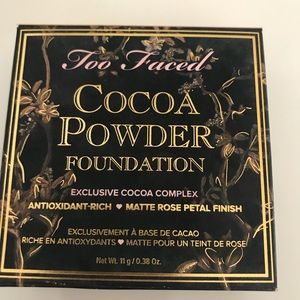 Too Faced
COCOA
POWDER
FOUNDATION
EXCLUSIVE COCOA COMPLEX
ANTIOXIDANT-RICH ♥ MATTE ROSE PETAL FINISH
EXCLUSIVEMENT À BASE DE CACAO
RICHE EN ANTIOXYDANTS ♥ MATTE POUR UN TEINT DE ROSE
Net Wt. 11 g / 0.38 Oz.